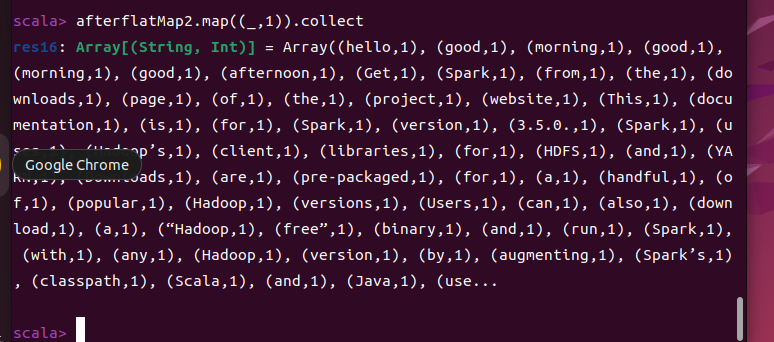 scala> afterflatMap2.map((_,1)).collect
res16: Array[(String, Int)] = Array((hello,1), (good,1), (morning,1), (good,1),
(morning,1), (good,1), (afternoon,1), (Get,1), (Spark,1), (from,1), (the,1), (do
wnloads,1), (page,1), (of,1), (the,1), (project,1), (website,1), (This,1), (docu
mentation,1), (is,1), (for,1), (Spark,1), (version,1), (3.5.0.,1), (Spark,1), (u
(Hadoop’s,1), (client,1), (libraries,1), (for,1), (HDFS,1), (and,1), (YA
Google Chrome
(Downloads,1), (are,1), (pre-packaged,1), (for,1), (a,1), (handful,1), (o
f,1), (popular,1), (Hadoop,1), (versions,1), (Users,1), (can,1), (also,1), (down
load,1), (a,1), (“Hadoop,1), (free”,1), (binary,1), (and,1), (run,1), (Spark,1),
(with,1), (any,1), (Hadoop,1), (version,1), (by,1), (augmenting,1), (Spark’s,1)
, (classpath,1), (Scala,1), (and,1), (Java,1), (use...
scala>